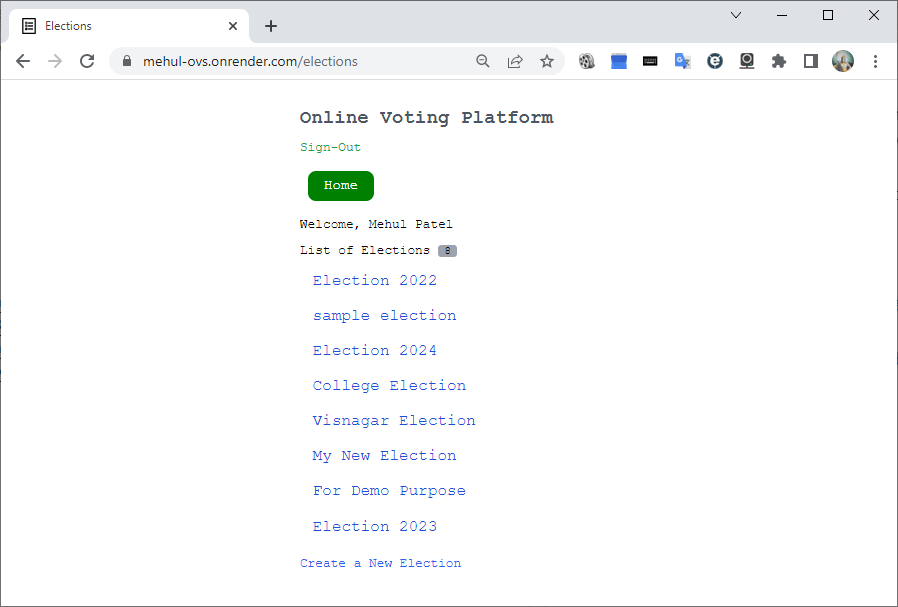 Elections
mehul-ovs.onrender.com/elections
Online Voting Platform
Sign-Out
Home
Welcome, Mehul Patel
List of Elections 8
Election 2022
sample election
Election 2024
College Election
Visnagar Election
My New Election
For Demo Purpose
Election 2023
Create a New Election